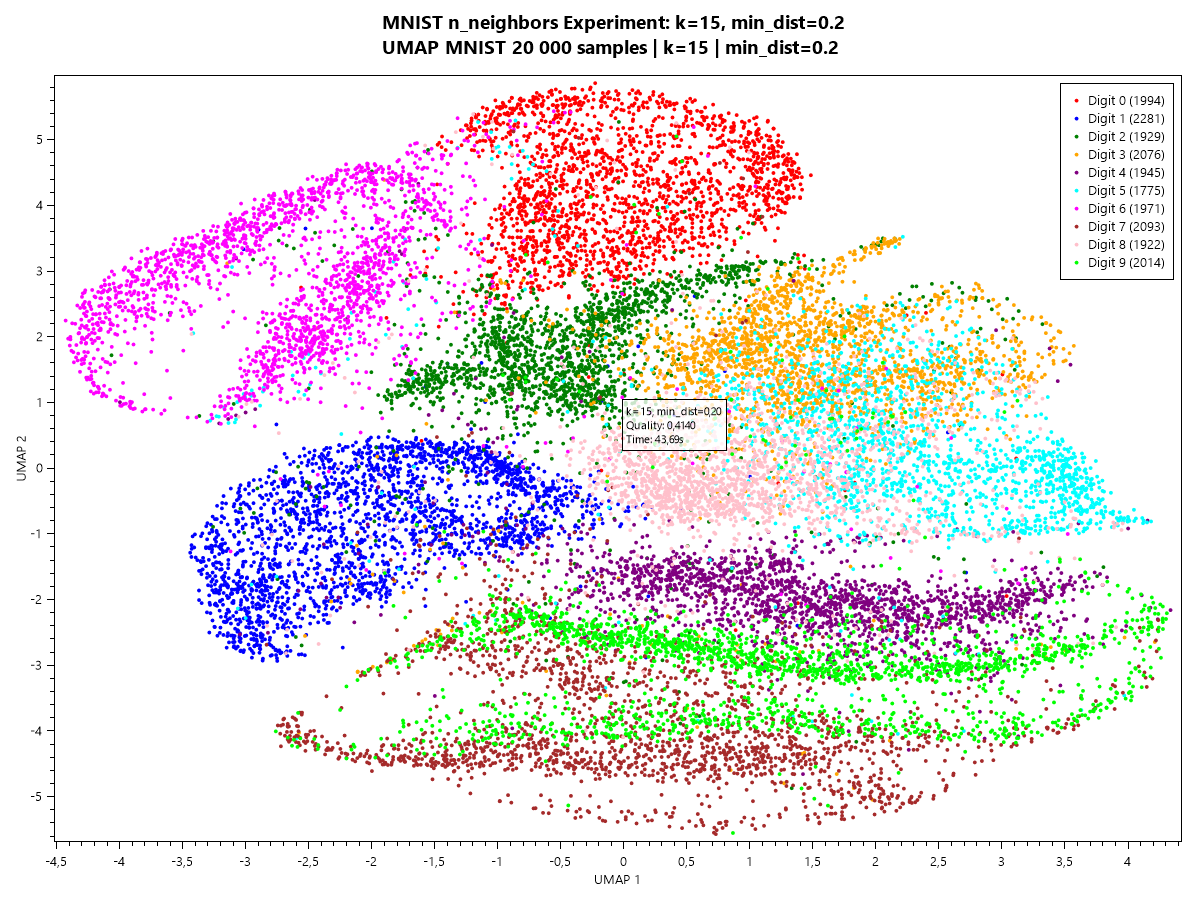 MNIST n_neighbors Experiment: k=15, min_dist=0.2
UMAP MNIST 20 000 samples | k=15 | min_dist=0.2
Digit 0 (1994)
Digit 1 (2281)
Digit 2 (1929)
Digit 3 (2076)
Digit 4 (1945)
Digit 5 (1775)
Digit 6 (1971)
Digit 7 (2093)
Digit 8 (1922)
Digit 9 (2014)
k=15, min_dist=0,20
Quality: 0,4140
Time: 43,69s
UMAP 2
5
4
3
2
1
0
-1
-2
-3
-4
-5
-4,5
-4
-3,5
-3
-2,5
-2
-1,5
-1
-0,5
0
0,5
1
1,5
2
2,5
3
3,5
4
UMAP 1